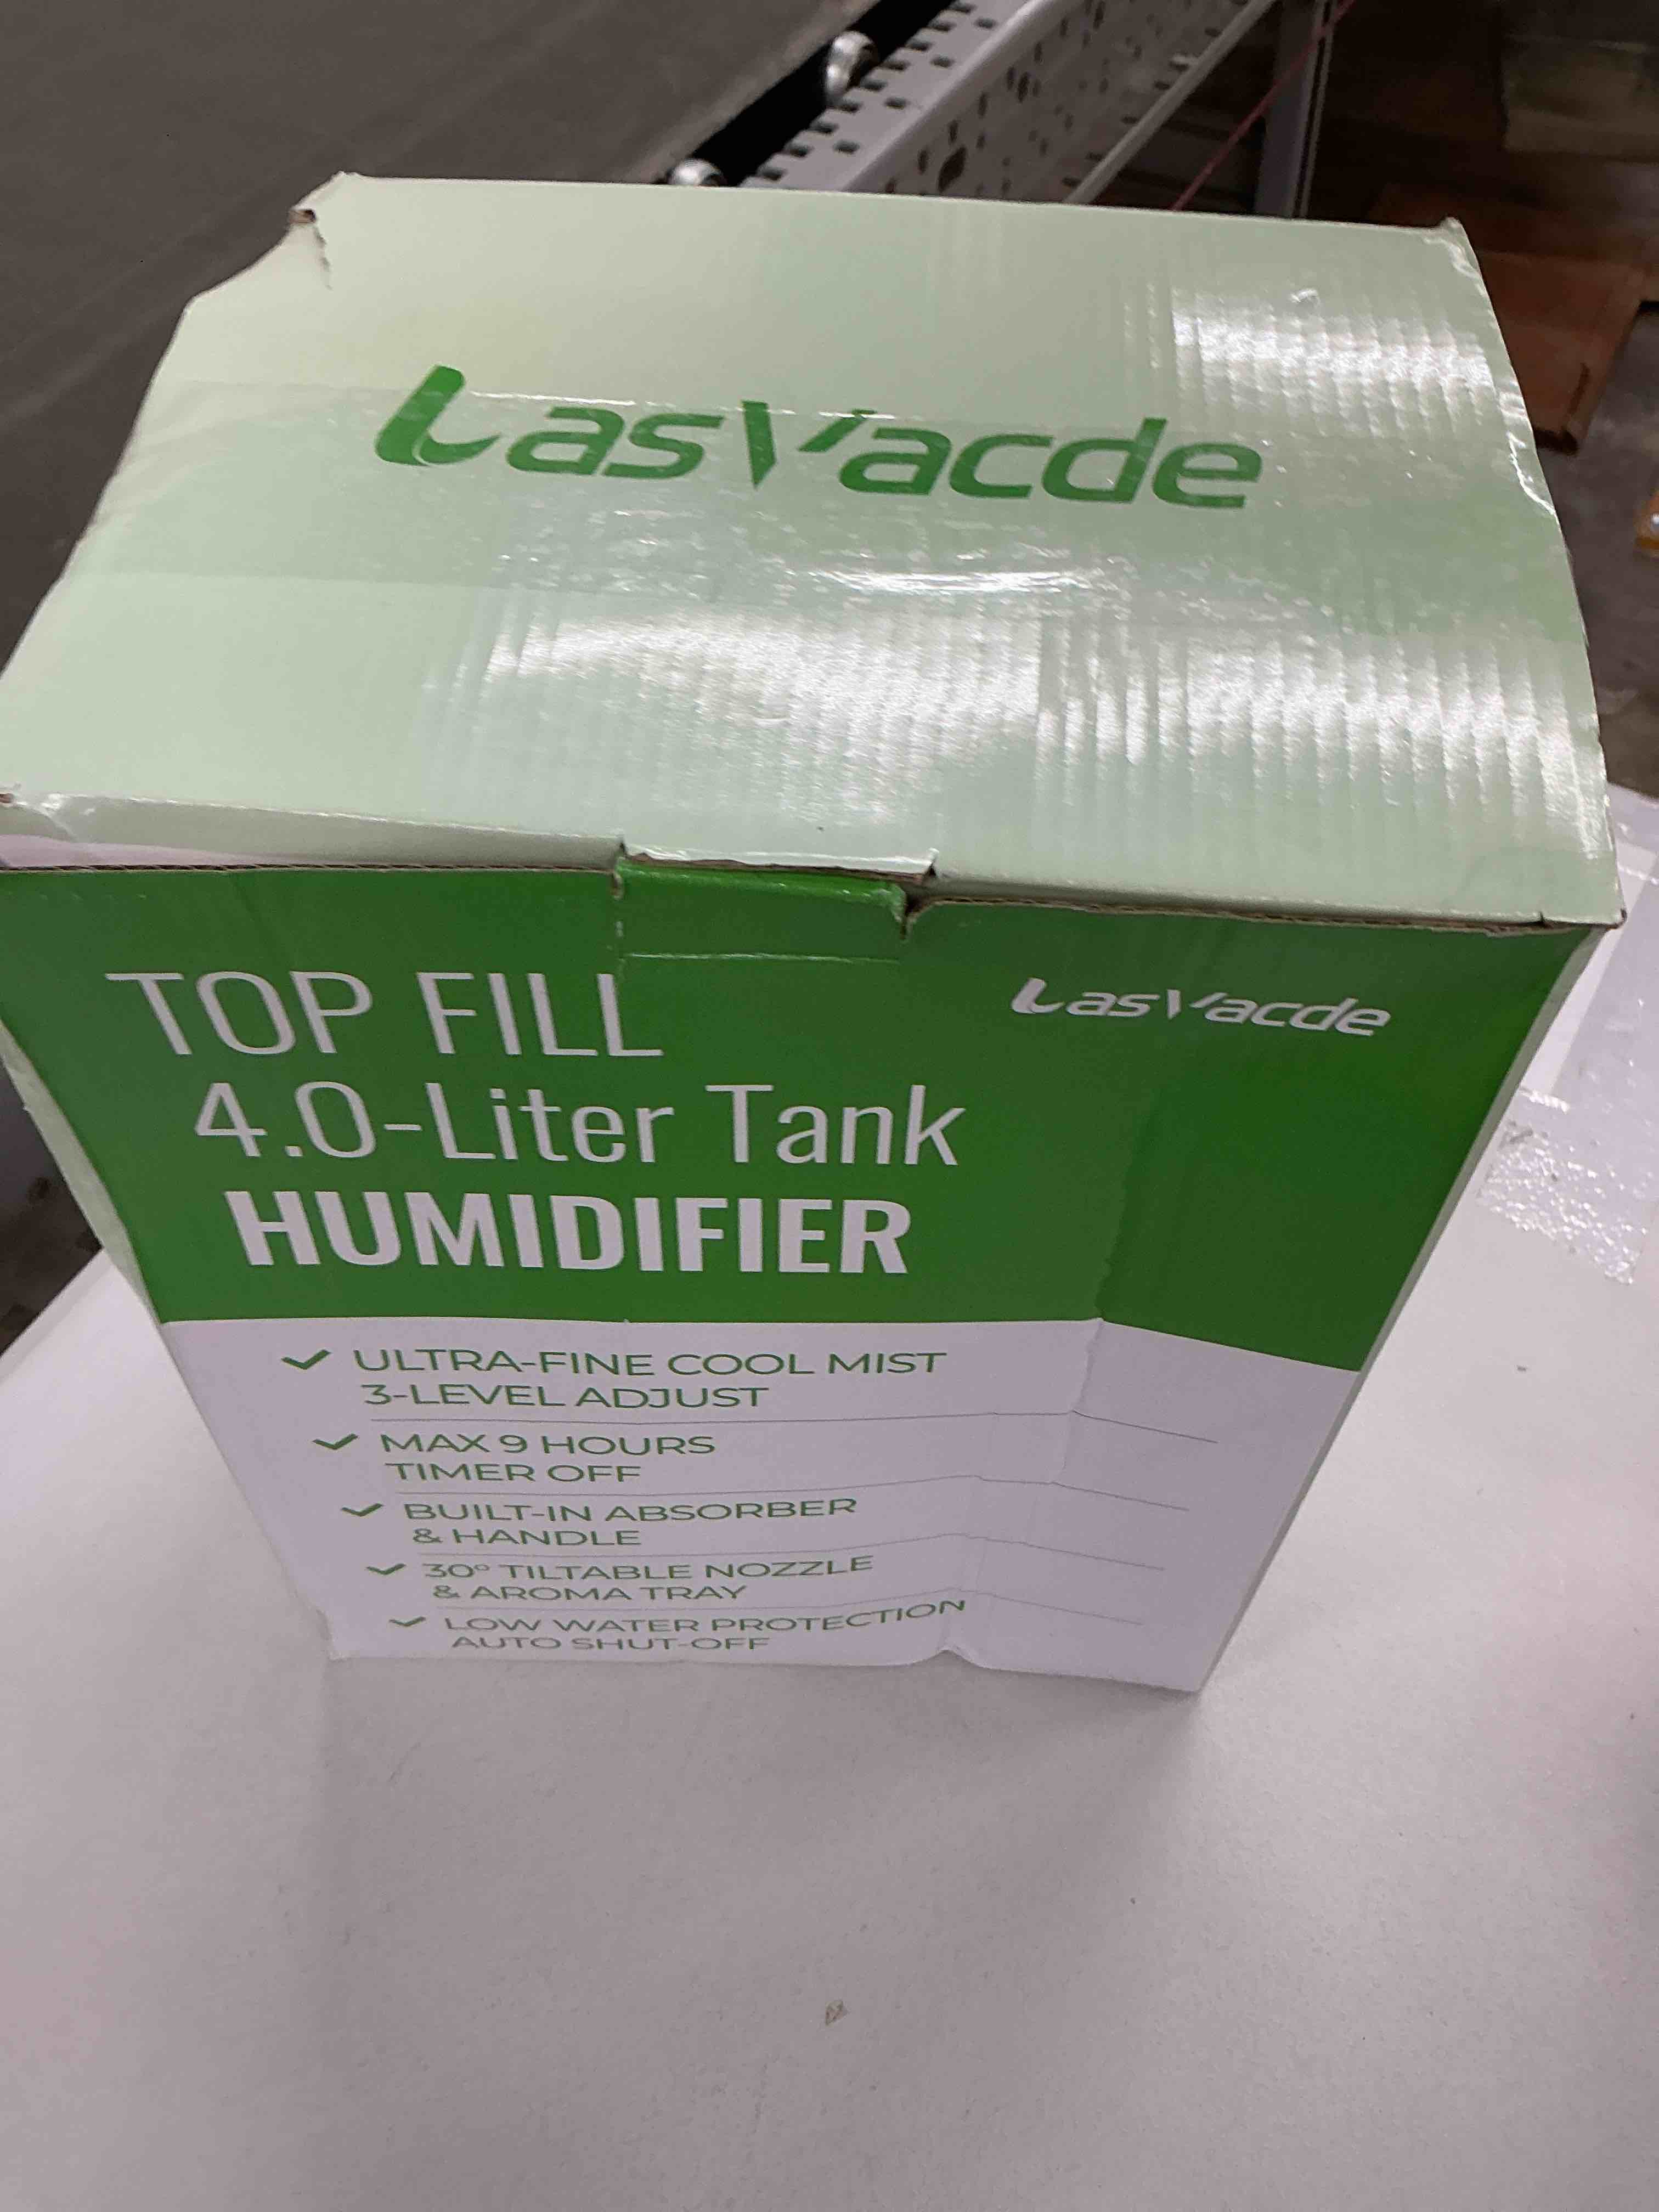 LasVacde
TOP FILL
LasVacde
4.0-Liter Tank
HUMIDIFIER
ULTRA-FINE COOL MIST
3-LEVEL ADJUST
MAX 9 HOURS
TIMER OFF
BUILT-IN ABSORBER
& HANDLE
30° TILTABLE NOZZLE
& AROMA TRAY
LOW WATER PROTECTION
AUTO SHUT-OFF